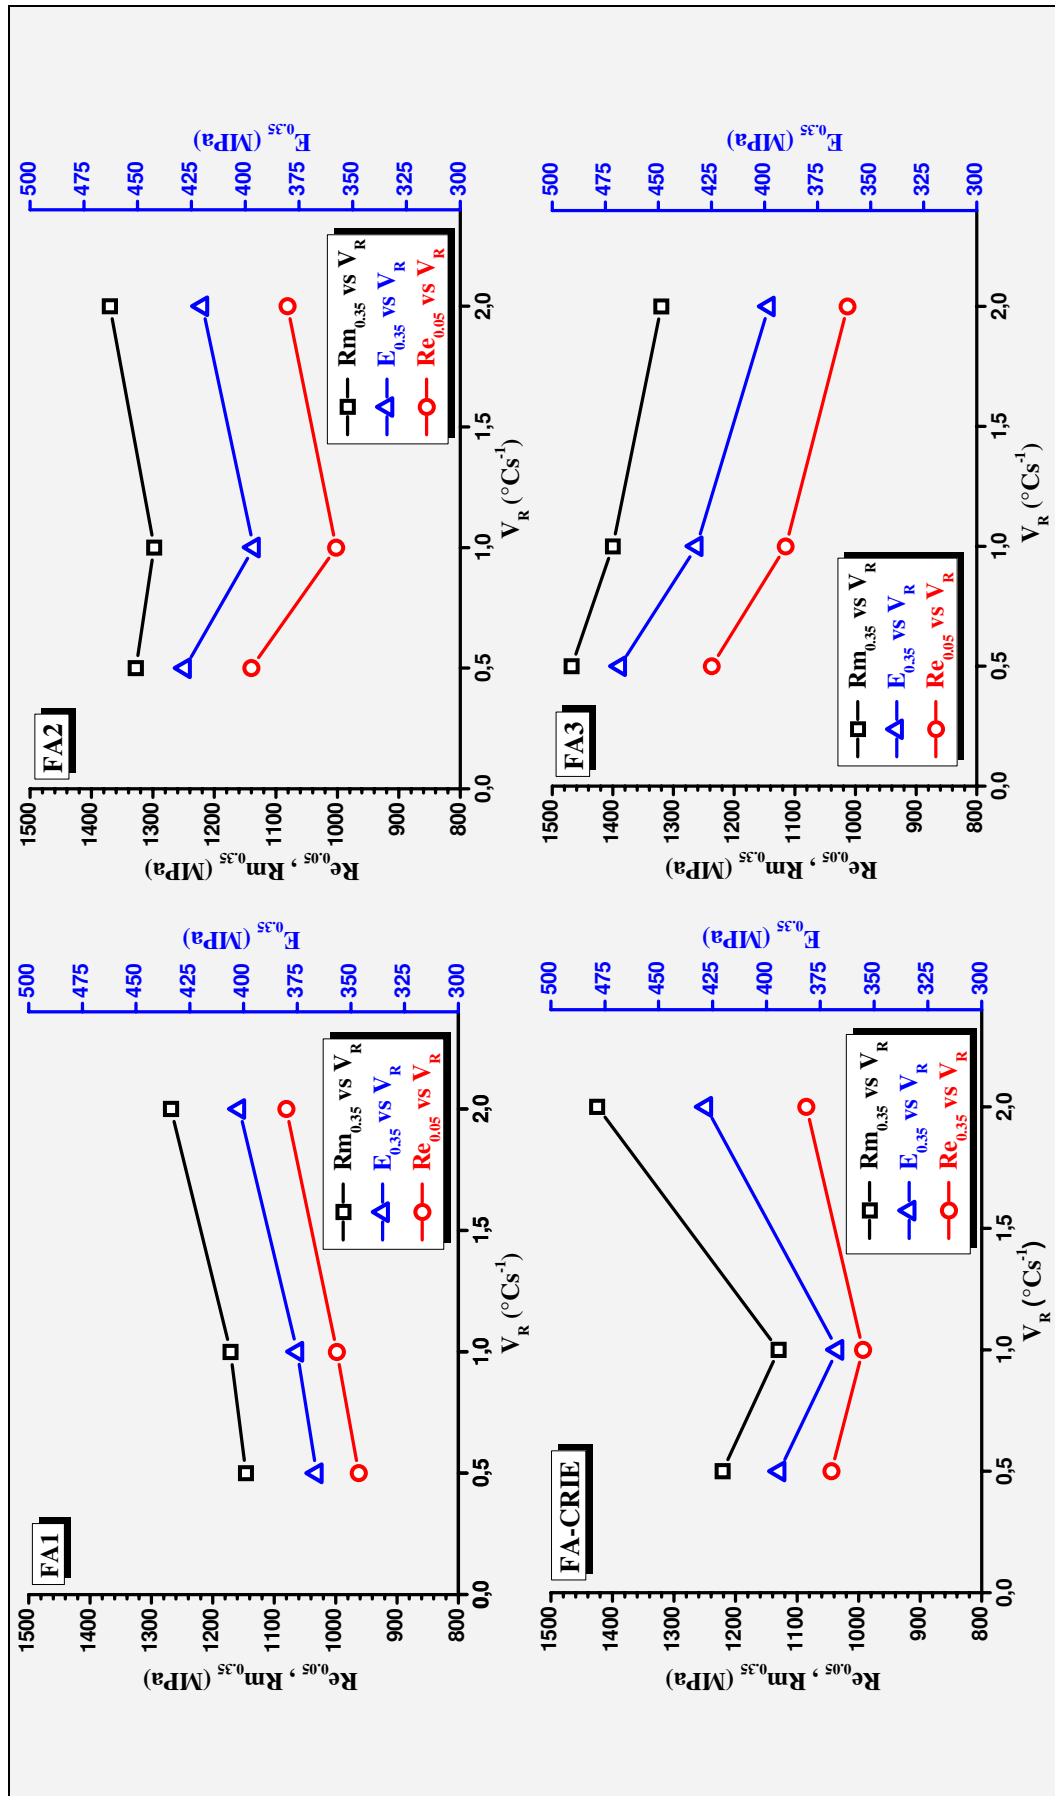 FA1
1500
1400
1300
1200
1100
1000
900
800
Re0.05 , Rm0.35 (MPa)
500
475
450
425
400
375
350
325
300
E0.35 (MPa)
Rm0.35 vs VR
E0.35 vs VR
Re0.05 vs VR
0,0 0,5 1,0 1,5 2,0
VR (°Cs-1)
FA2
1500
1400
1300
1200
1100
1000
900
800
Re0.05 , Rm0.35 (MPa)
500
475
450
425
400
375
350
325
300
E0.35 (MPa)
Rm0.35 vs VR
E0.35 vs VR
Re0.05 vs VR
0,0 0,5 1,0 1,5 2,0
VR (°Cs-1)
FA-CRIE
1500
1400
1300
1200
1100
1000
900
800
Re0.05 , Rm0.35 (MPa)
500
475
450
425
400
375
350
325
300
E0.35 (MPa)
Rm0.35 vs VR
E0.35 vs VR
Re0.35 vs VR
0,0 0,5 1,0 1,5 2,0
VR (°Cs-1)
FA3
1500
1400
1300
1200
1100
1000
900
800
Re0.05 , Rm0.35 (MPa)
500
475
450
425
400
375
350
325
300
E0.35 (MPa)
Rm0.35 vs VR
E0.35 vs VR
Re0.05 vs VR
0,0 0,5 1,0 1,5 2,0
VR (°Cs-1)